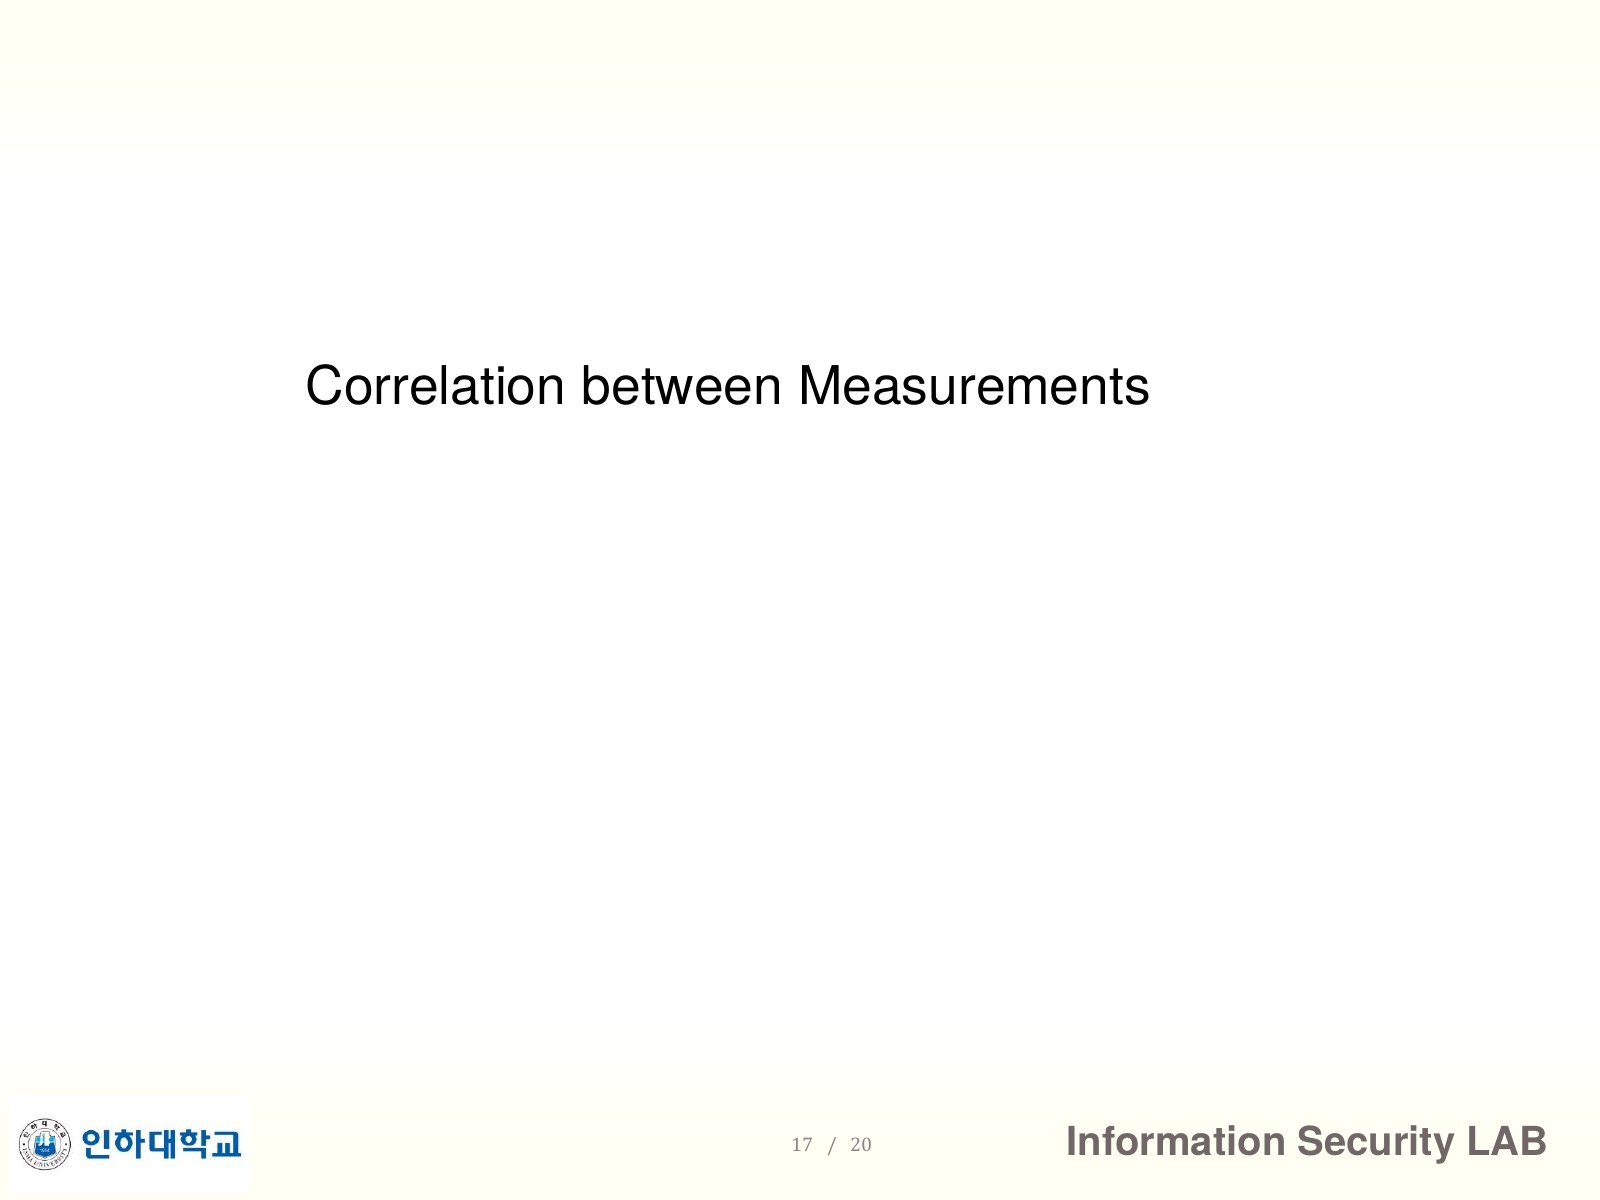 Correlation between Measurements
인하대학교
17 / 20
Information Security LAB